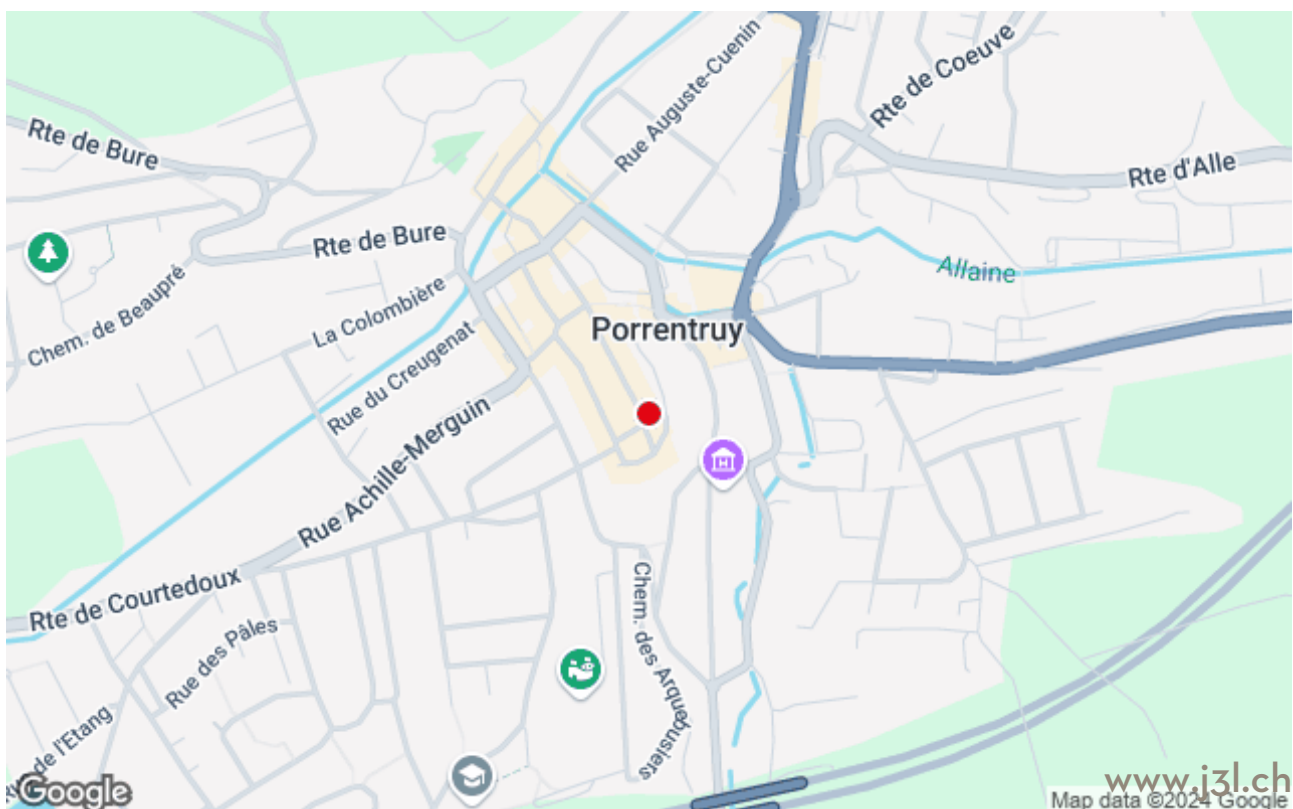 Rue Auguste-Cuenin
Rte de Coeuve
Rte de Bure
Rte d'Alle
Rte de Bure
Allaine
Chem. de Beaupré
La Colombière
Porrentruy
Rue du Creugenat
Rue Achille-Merguin
Rte de Courtedoux
Chem. des Arquebusiers
Rue des Pâles
de l'Etang
Google
www.j3l.ch
Map data ©2024 Google